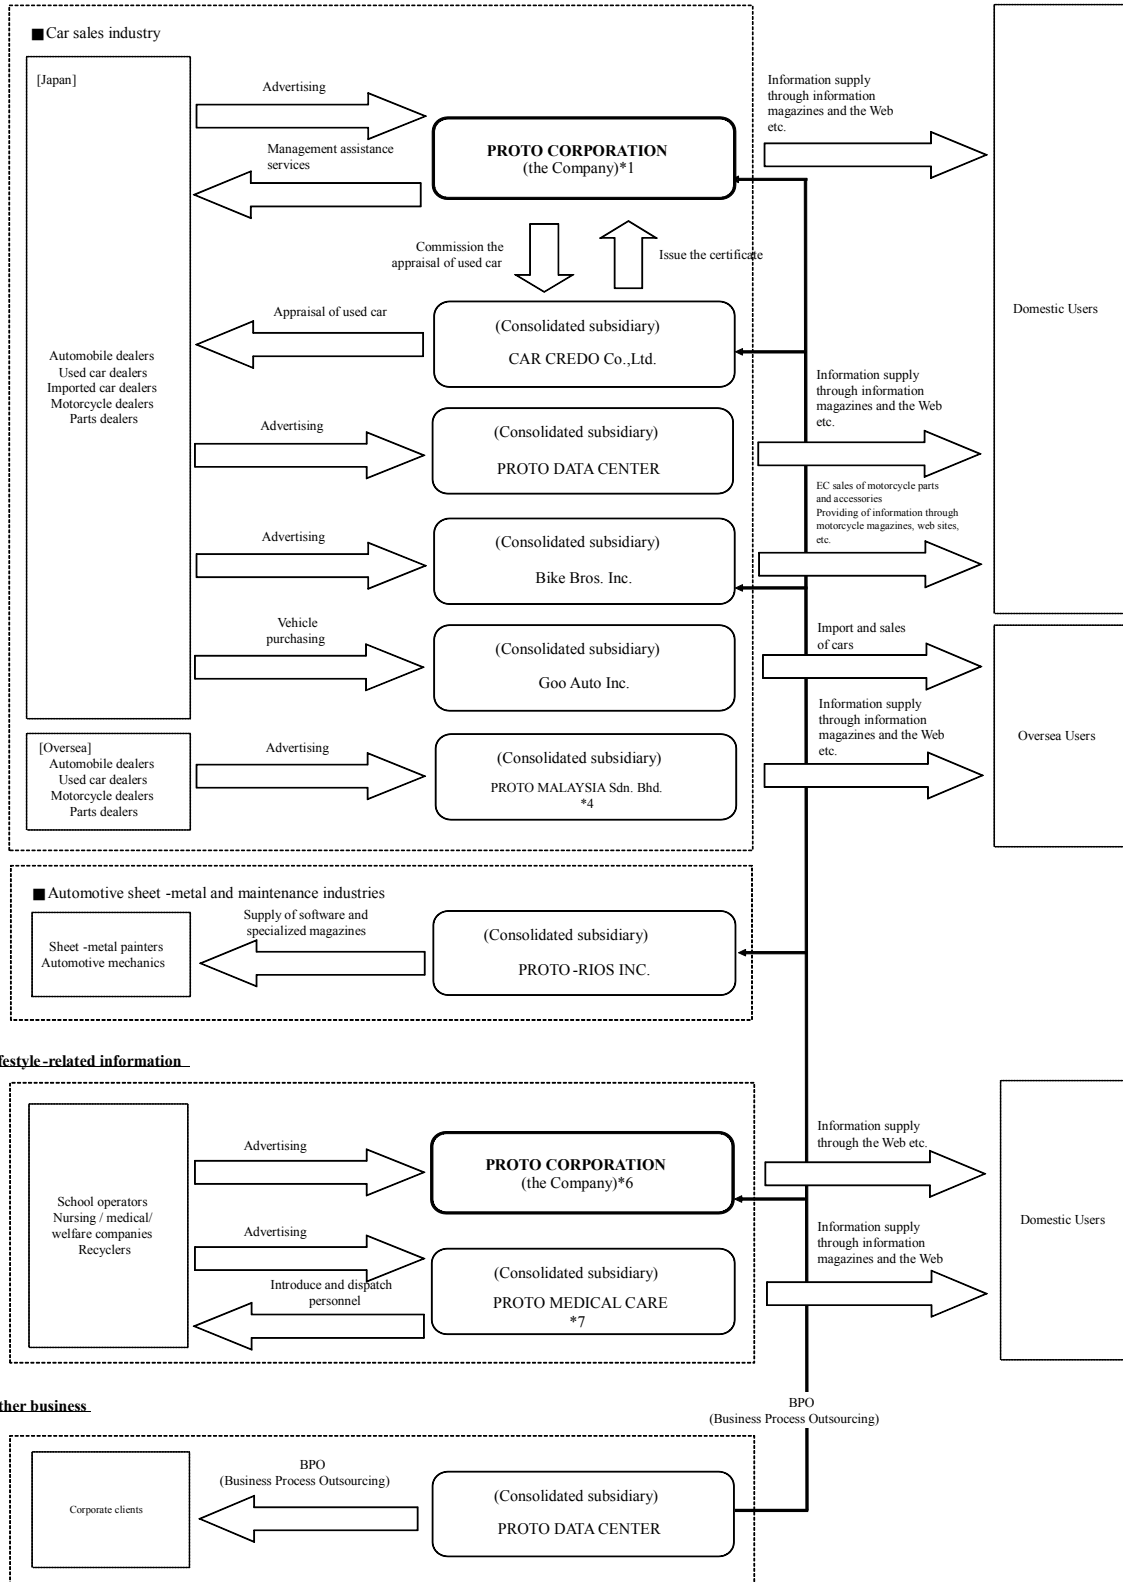 ■ Car sales industry
[Japan]
Automobile dealers
Used car dealers
Imported car dealers
Motorcycle dealers
Parts dealers
Advertising
Management assistance
services
PROTO CORPORATION
(the Company)*1
Information supply
through information
magazines and the Web
etc.
Commission the
appraisal of used car
Issue the certificate
Appraisal of used car
(Consolidated subsidiary)
CAR CREDO Co.,Ltd.
Domestic Users
Advertising
(Consolidated subsidiary)
PROTO DATA CENTER
Information supply
through information
magazines and the Web
etc.
Advertising
(Consolidated subsidiary)
Bike Bros. Inc.
EC sales of motorcycle parts
and accessories
Providing of information through
motorcycle magazines, web sites,
etc.
Vehicle
purchasing
(Consolidated subsidiary)
Goo Auto Inc.
Import and sales
of cars
[Oversea]
Automobile dealers
Used car dealers
Motorcycle dealers
Parts dealers
Advertising
(Consolidated subsidiary)
PROTO MALAYSIA Sdn. Bhd.
*4
Information supply
through information
magazines and the Web
etc.
Oversea Users
■ Automotive sheet -metal and maintenance industries
Sheet -metal painters
Automotive mechanics
Supply of software and
specialized magazines
(Consolidated subsidiary)
PROTO -RIOS INC.
festyle -related information
School operators
Nursing / medical/
welfare companies
Recyclers
Advertising
PROTO CORPORATION
(the Company)*6
Information supply
through the Web etc.
Advertising
Introduce and dispatch
personnel
(Consolidated subsidiary)
PROTO MEDICAL CARE
*7
Information supply
through information
magazines and the Web
Domestic Users
ther business
BPO
(Business Process Outsourcing)
Corporate clients
BPO
(Business Process Outsourcing)
(Consolidated subsidiary)
PROTO DATA CENTER